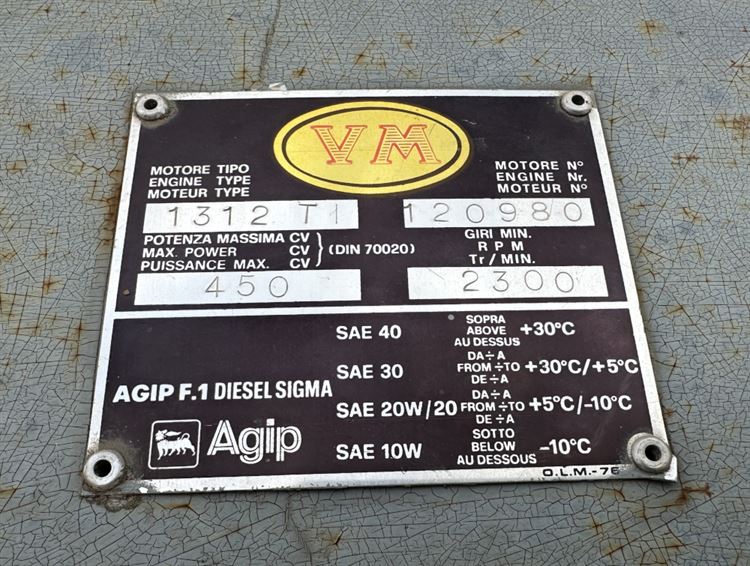 VM
MOTORE TIPO
ENGINE TYPE
MOTEUR TYPE
1312 T1
MOTORE Nº
ENGINE Nr.
MOTEUR Nº
120980
POTENZA MASSIMA CV
MAX. POWER CV
PUISSANCE MAX. CV
(DIN 70020)
450
GIRI MIN.
R P M
Tr / MIN.
2300
AGIP F.1 DIESEL SIGMA
Agip
SAE 40 SOPRA ABOVE AU DESSUS +30°C
SAE 30 DA÷A FROM÷TO DE÷A +30°C/+5°C
SAE 20W/20 DA÷A FROM÷TO DE÷A +5°C/-10°C
SAE 10W SOTTO BELOW AU DESSOUS -10°C